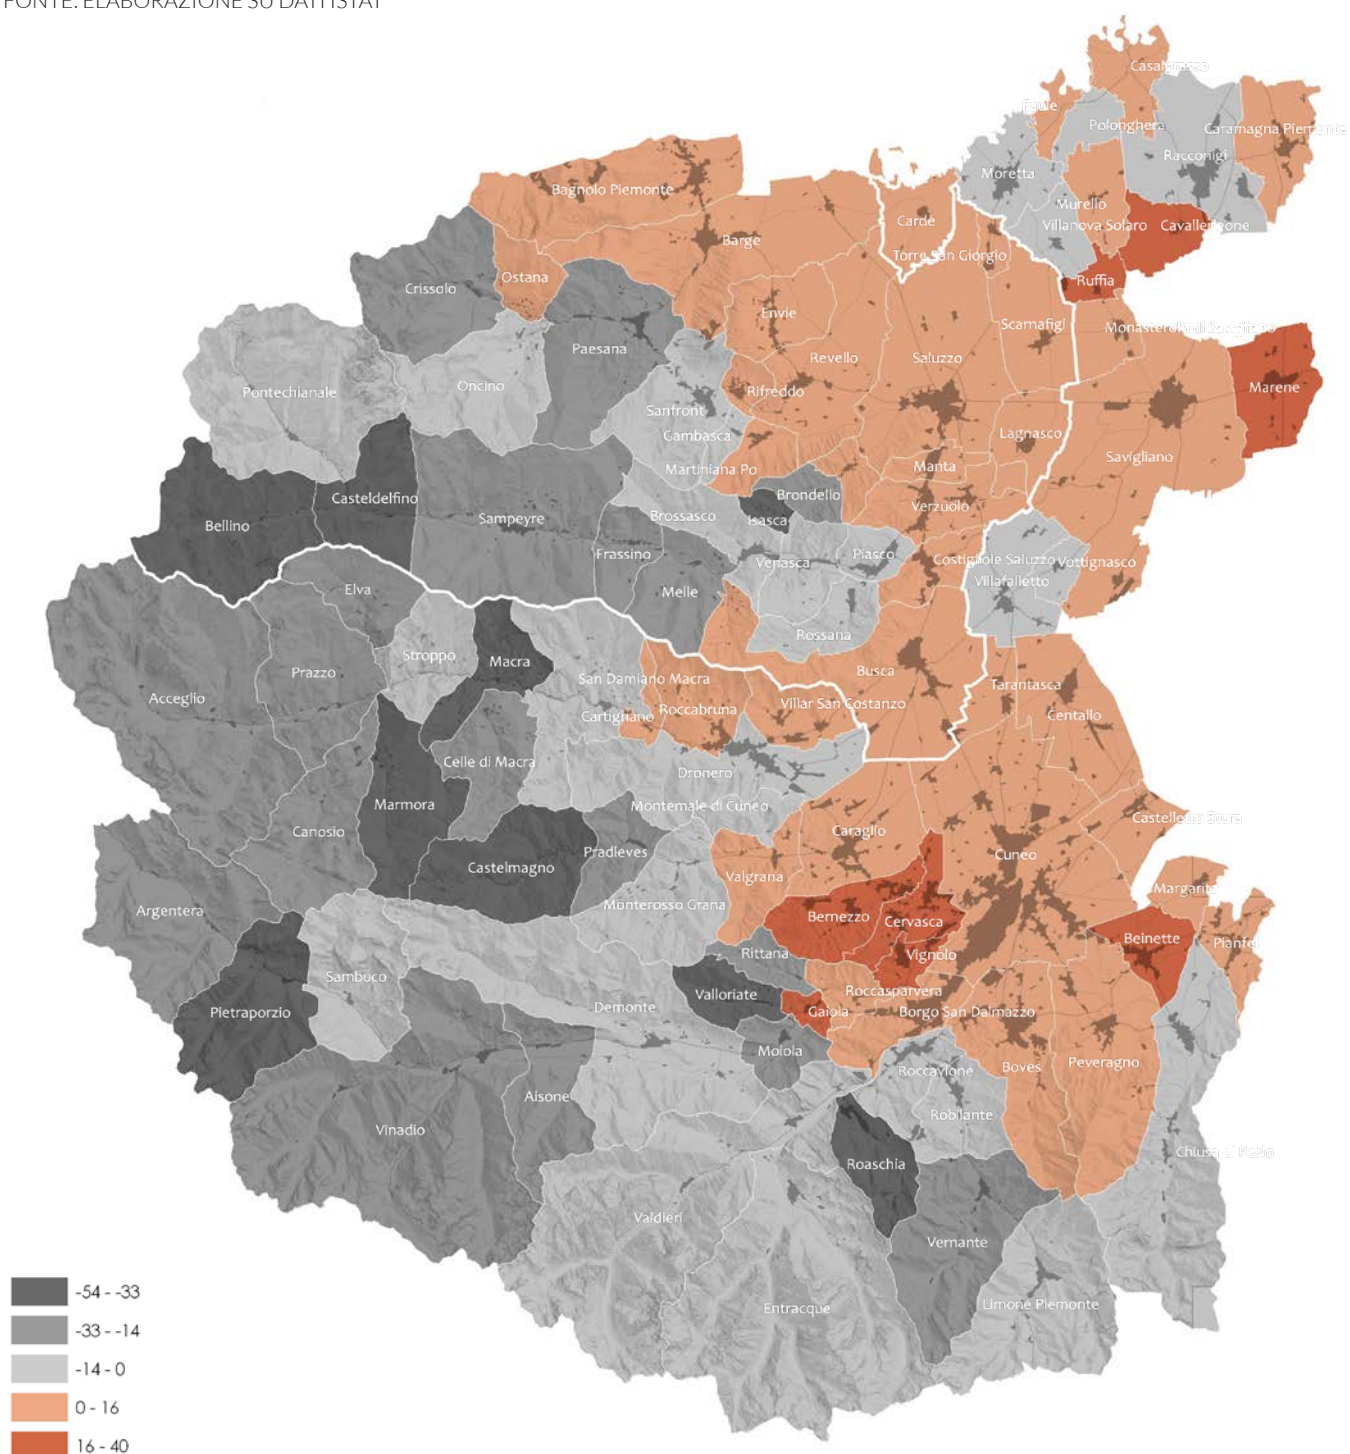 FONTE: ELABORAZIONE SU DATI ISTAT
Casalgrasso
Faule
Polonghera
Caramagna Piemonte
Racconigi
Moretta
Bagnolo Piemonte
Murello
Cardè
Villanova Solaro
Cavallerleone
Barge
Torre San Giorgio
Ostana
Ruffia
Crissolo
Envie
Scarnafigi
Monasterolo di Savigliano
Paesana
Revello
Saluzzo
Oncino
Marene
Pontechianale
Rifreddo
Sanfront
Gambasca
Lagnasco
Savigliano
Martiniana Po
Manta
Casteldelfino
Brondello
Verzuolo
Bellino
Sampeyre
Brossasco
Isasca
Frassino
Venasca
Piasco
Costigliole Saluzzo
Vottignasco
Elva
Melle
Villafalletto
Rossana
Stroppo
Macra
Prazzo
San Damiano Macra
Busca
Tarantasca
Acceglio
Roccabruna
Villar San Costanzo
Cartignano
Centallo
Celle di Macra
Dronero
Marmora
Montemale di Cuneo
Castelletto Stura
Canosio
Caraglio
Pradleves
Cuneo
Castelmagno
Valgrana
Margarita
Argentera
Monterosso Grana
Bernezzo
Cervasca
Beinette
Pianfei
Rittana
Vignolo
Sambuco
Valloriate
Roccasparvera
Demonte
Pietraporzio
Gaiola
Borgo San Dalmazzo
Moiola
Peveragno
Boves
Roccavione
Aisone
Robilante
Vinadio
Chiusa di Pesio
Roaschia
Valdieri
Vernante
Entracque
Limone Piemonte
-54 - -33
-33 - -14
-14 - 0
0 - 16
16 - 40